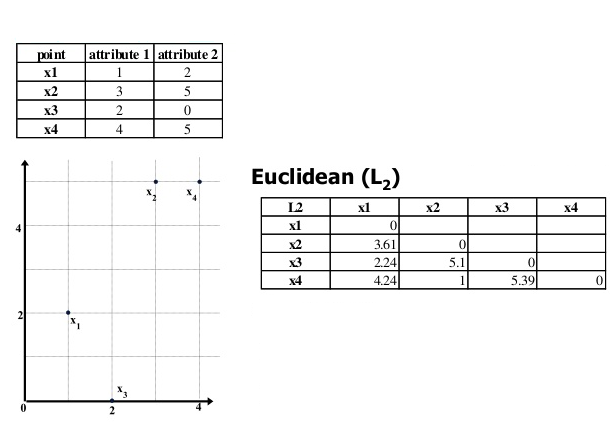 point attribute 1 attribute 2
x1 1 2
x2 3 5
x3 2 0
x4 4 5
x2 x4
4
2
x1
x3
0 2 4
Euclidean (L2)
L2 x1 x2 x3 x4
x1 0
x2 3.61 0
x3 2.24 5.1 0
x4 4.24 1 5.39 0